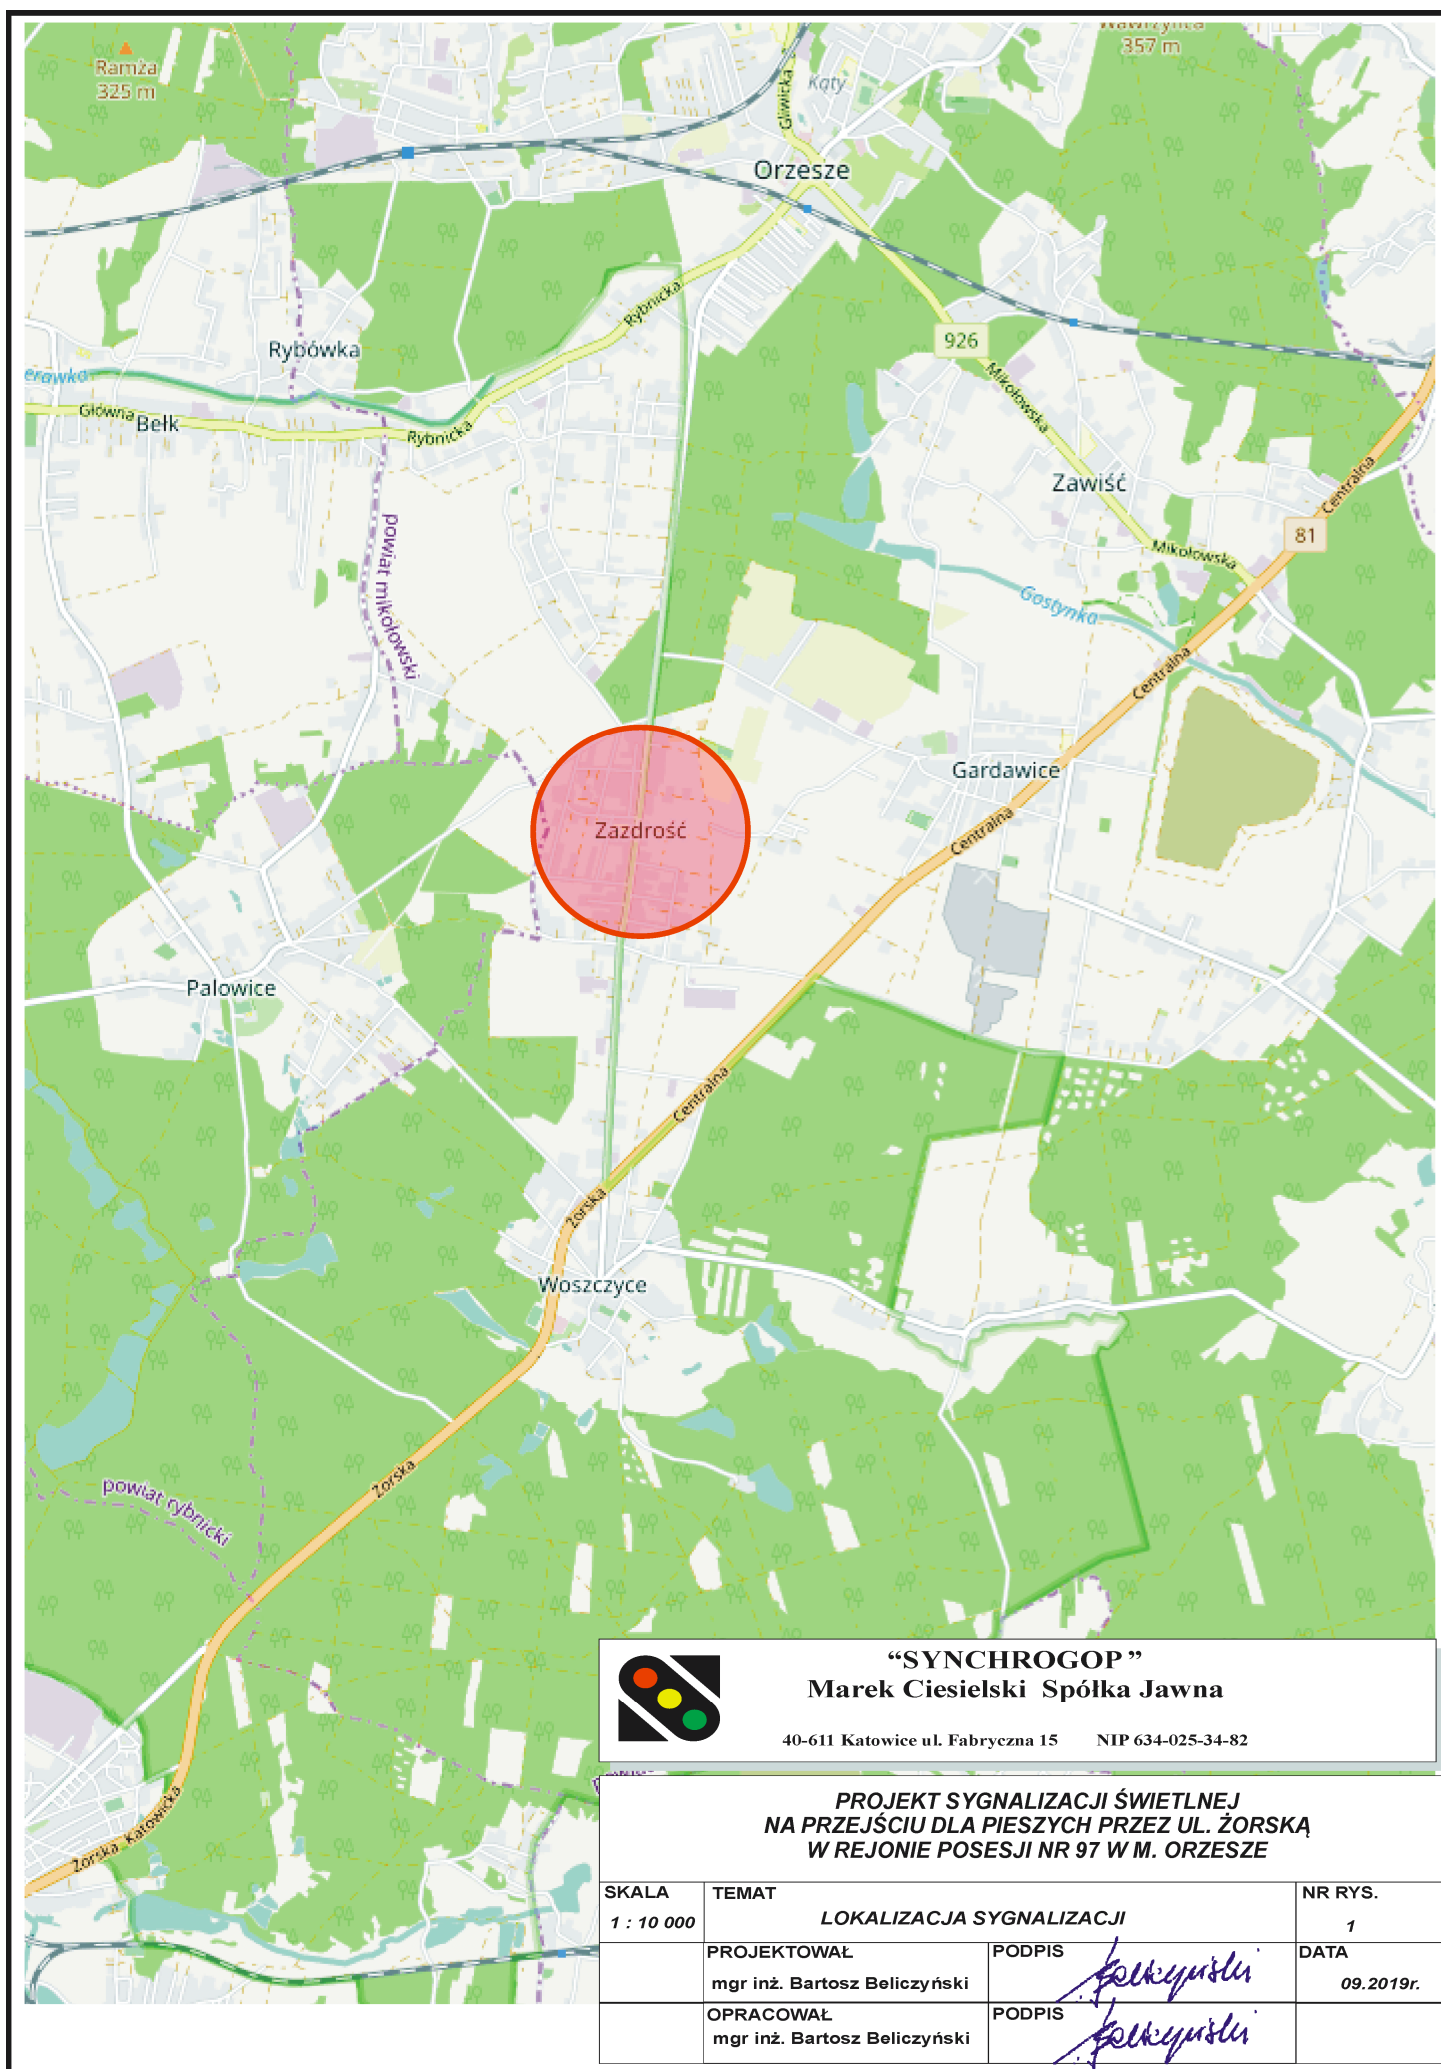 Ramża
325 m
357 m
Kąty
Gliwicka
Orzesze
Rybnicka
926
Rybówka
Mikołowska
Główna
Bełk
Rybnicka
Centralna
Zawiść
81
Mikołowska
powiat mikołowski
Gostynka
Centralna
Gardawice
Zazdrość
Centralna
Palowice
Centralna
Żorska
Woszczyce
Żorska
powiat rybnicki
Żorska
Katowicka
“SYNCHROGOP ”
Marek Ciesielski Spółka Jawna
40-611 Katowice ul. Fabryczna 15 NIP 634-025-34-82
PROJEKT SYGNALIZACJI ŚWIETLNEJ
NA PRZEJŚCIU DLA PIESZYCH PRZEZ UL. ŻORSKĄ
W REJONIE POSESJI NR 97 W M. ORZESZE
SKALA TEMAT NR RYS.
1 : 10 000 LOKALIZACJA SYGNALIZACJI 1
PROJEKTOWAŁ PODPIS DATA
mgr inż. Bartosz Beliczyński 09.2019r.
OPRACOWAŁ PODPIS
mgr inż. Bartosz Beliczyński